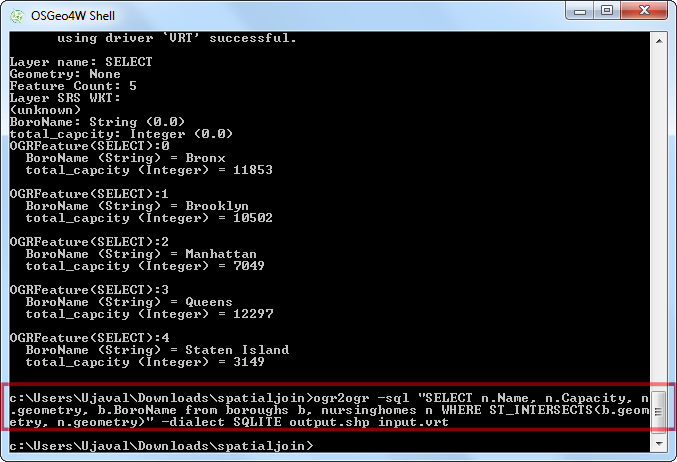 OSGeo4W Shell
using driver `VRT' successful.
Layer name: SELECT
Geometry: None
Feature Count: 5
Layer SRS WKT:
(unknown)
BoroName: String (0.0)
total_capcity: Integer (0.0)
OGRFeature(SELECT):0
BoroName (String) = Bronx
total_capcity (Integer) = 11853
OGRFeature(SELECT):1
BoroName (String) = Brooklyn
total_capcity (Integer) = 10502
OGRFeature(SELECT):2
BoroName (String) = Manhattan
total_capcity (Integer) = 7049
OGRFeature(SELECT):3
BoroName (String) = Queens
total_capcity (Integer) = 12297
OGRFeature(SELECT):4
BoroName (String) = Staten Island
total_capcity (Integer) = 3149
c:\Users\Ujaval\Downloads\spatialjoin>ogr2ogr -sql "SELECT n.Name, n.Capacity, n
.geometry, b.BoroName from boroughs b, nursinghomes n WHERE ST_INTERSECTS(b.geom
etry, n.geometry)" -dialect SQLITE output.shp input.vrt
c:\Users\Ujaval\Downloads\spatialjoin>